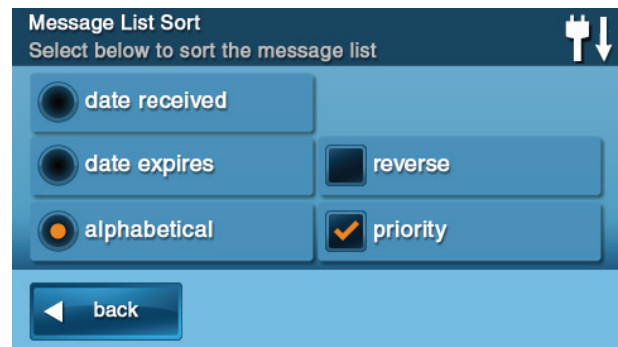 Message List Sort
Select below to sort the message list
date received
date expires
reverse
alphabetical
priority
back